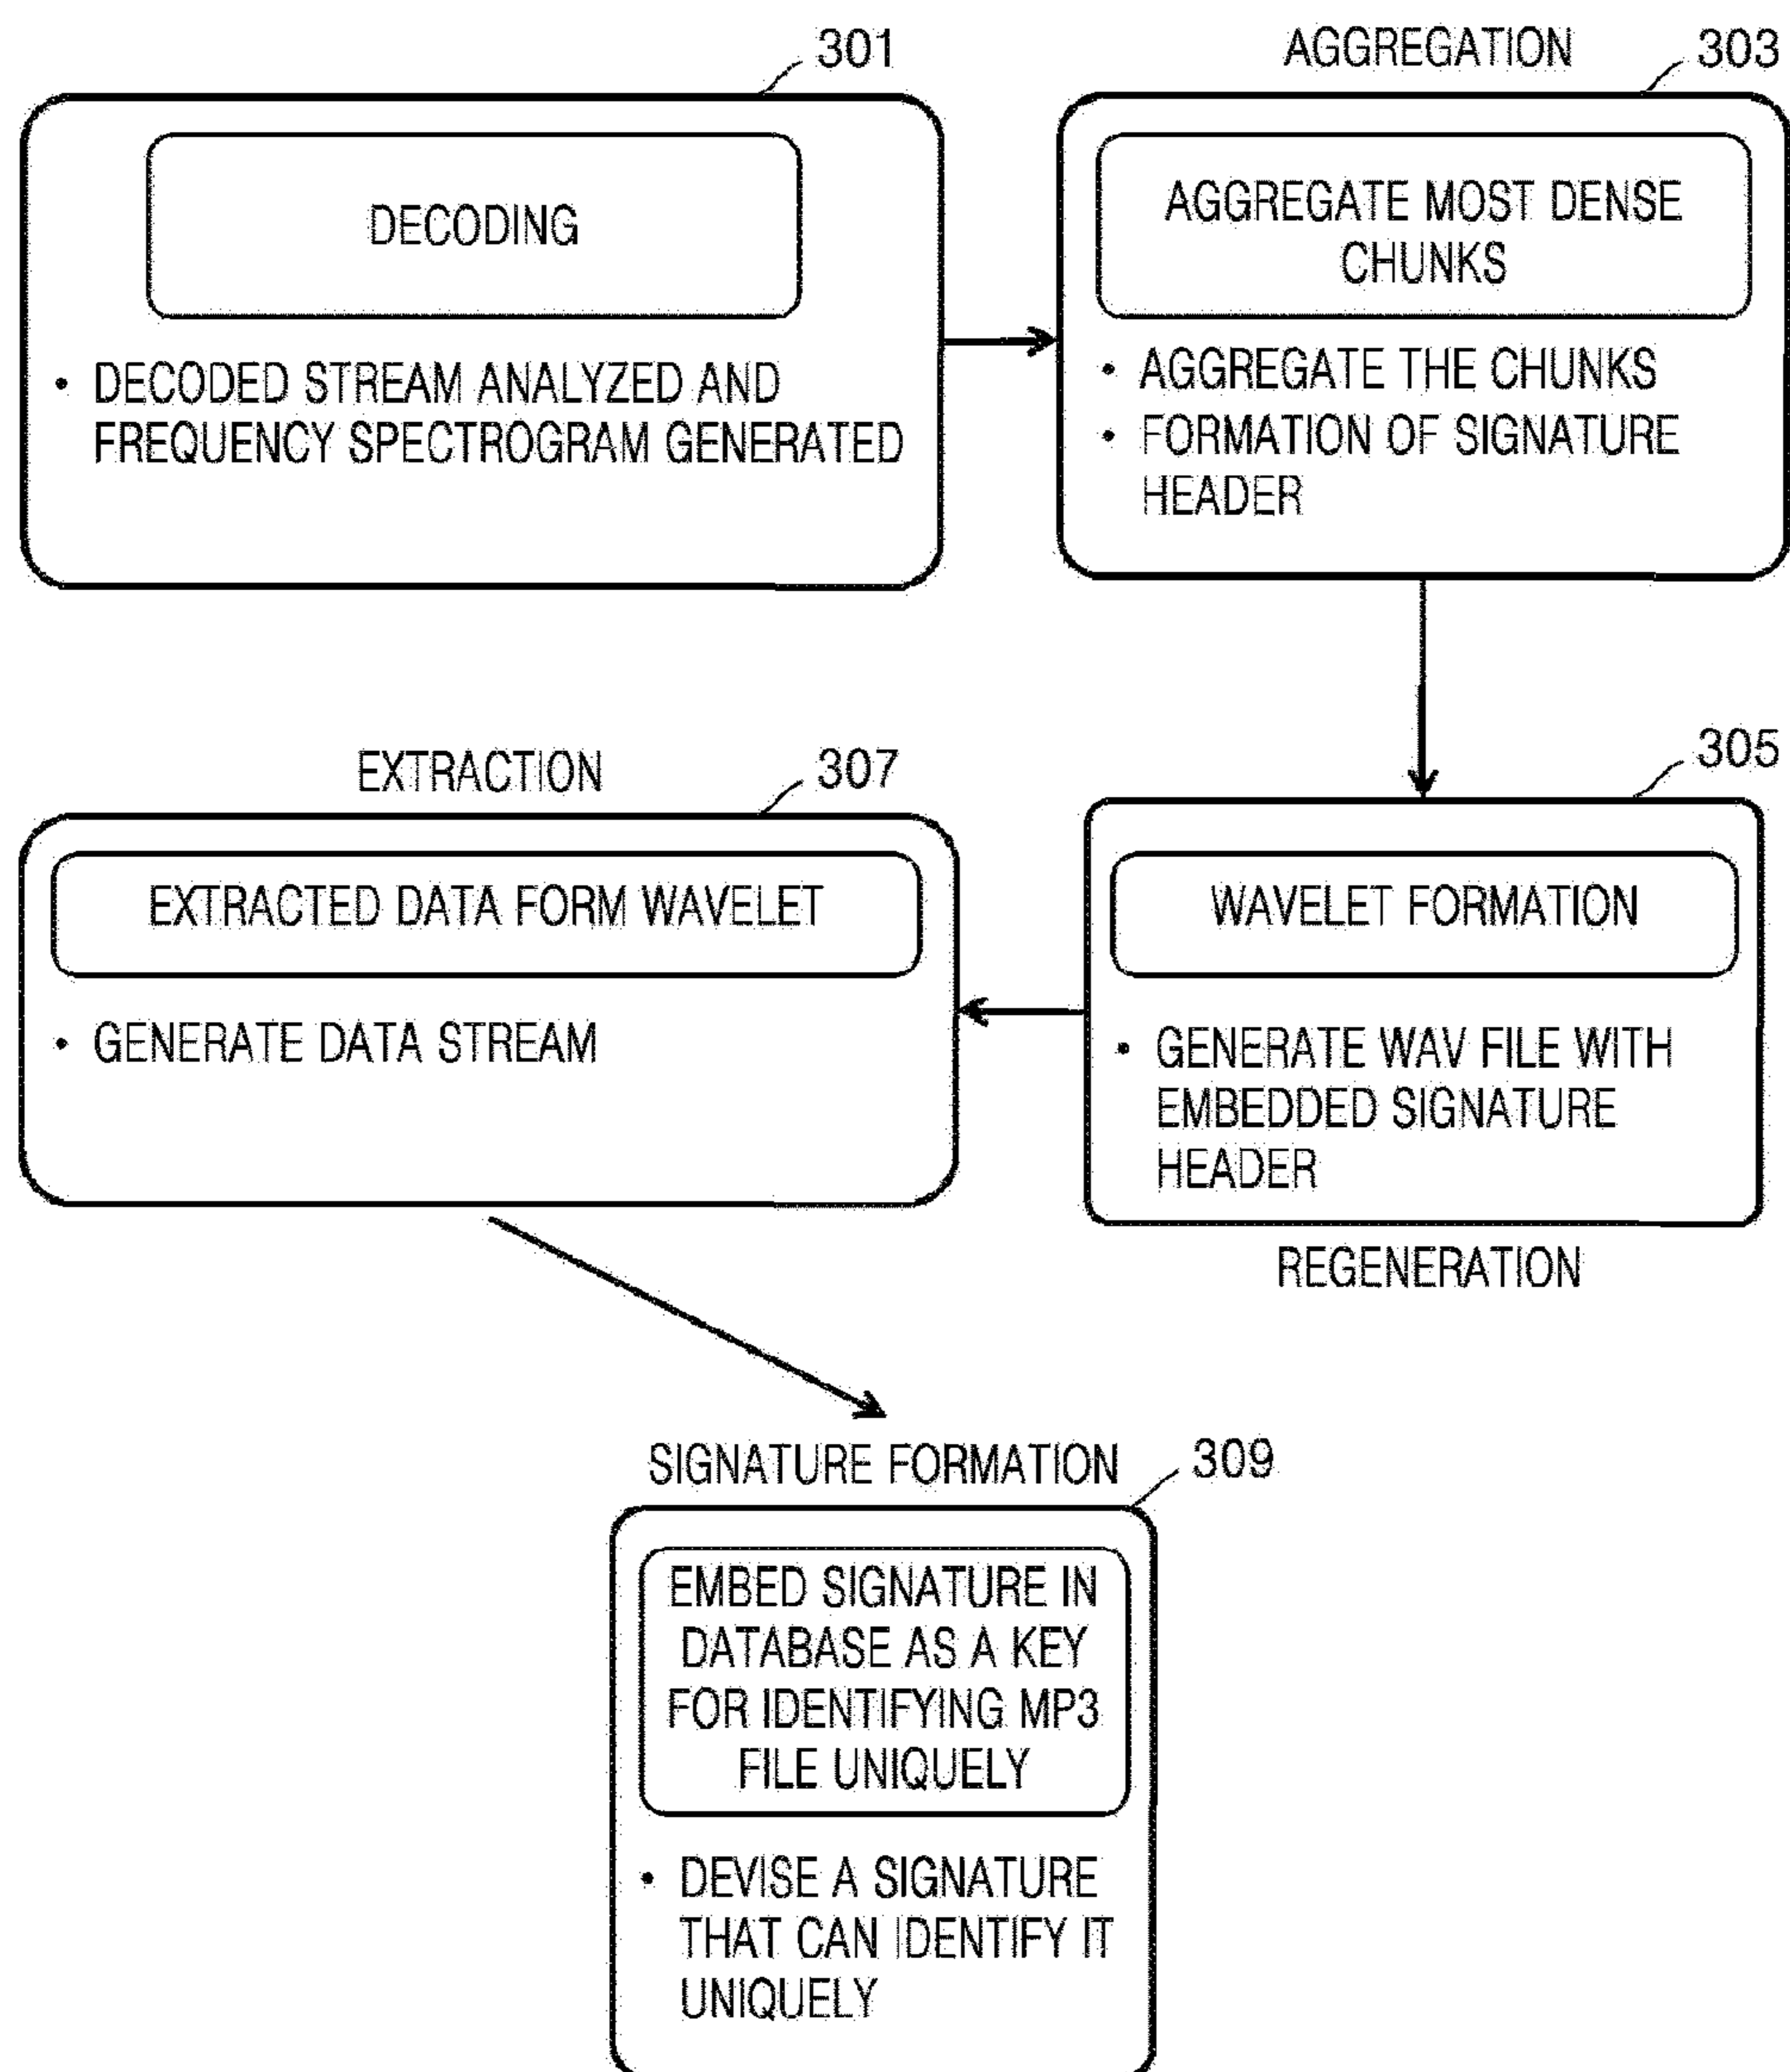 301
DECODING
• DECODED STREAM ANALYZED AND
FREQUENCY SPECTROGRAM GENERATED
AGGREGATION
303
AGGREGATE MOST DENSE
CHUNKS
• AGGREGATE THE CHUNKS
• FORMATION OF SIGNATURE
HEADER
305
WAVELET FORMATION
• GENERATE WAV FILE WITH
EMBEDDED SIGNATURE
HEADER
REGENERATION
EXTRACTION
307
EXTRACTED DATA FORM WAVELET
• GENERATE DATA STREAM
SIGNATURE FORMATION
309
EMBED SIGNATURE IN
DATABASE AS A KEY
FOR IDENTIFYING MP3
FILE UNIQUELY
• DEVISE A SIGNATURE
THAT CAN IDENTIFY IT
UNIQUELY